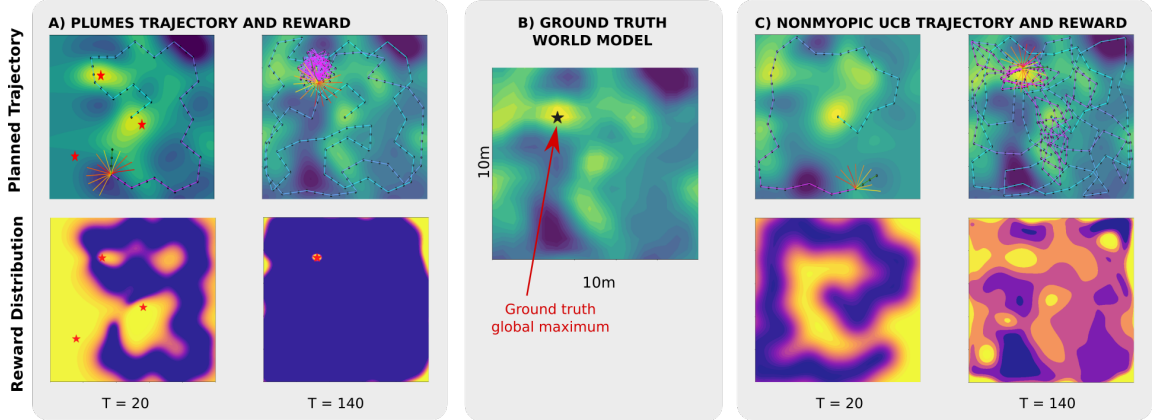 A) PLUMES TRAJECTORY AND REWARD
Planned Trajectory
Reward Distribution
T = 20
T = 140
B) GROUND TRUTH
WORLD MODEL
10m
10m
Ground truth
global maximum
C) NONMYOPIC UCB TRAJECTORY AND REWARD
T = 20
T = 140